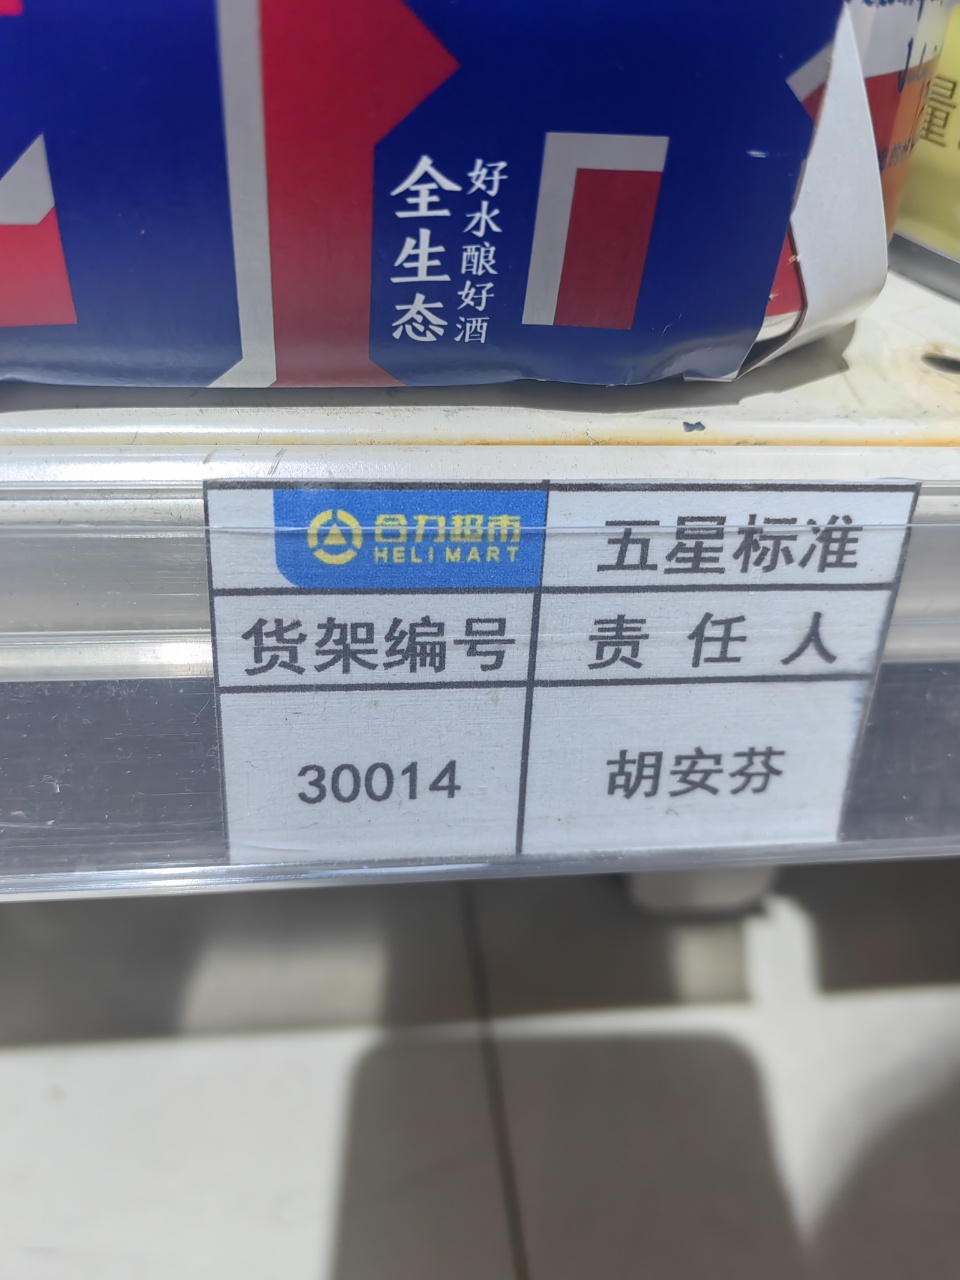 全生态
好水酿好酒
量
合力超市
HELI MART
五星标准
货架编号
责任人
30014
胡安芬